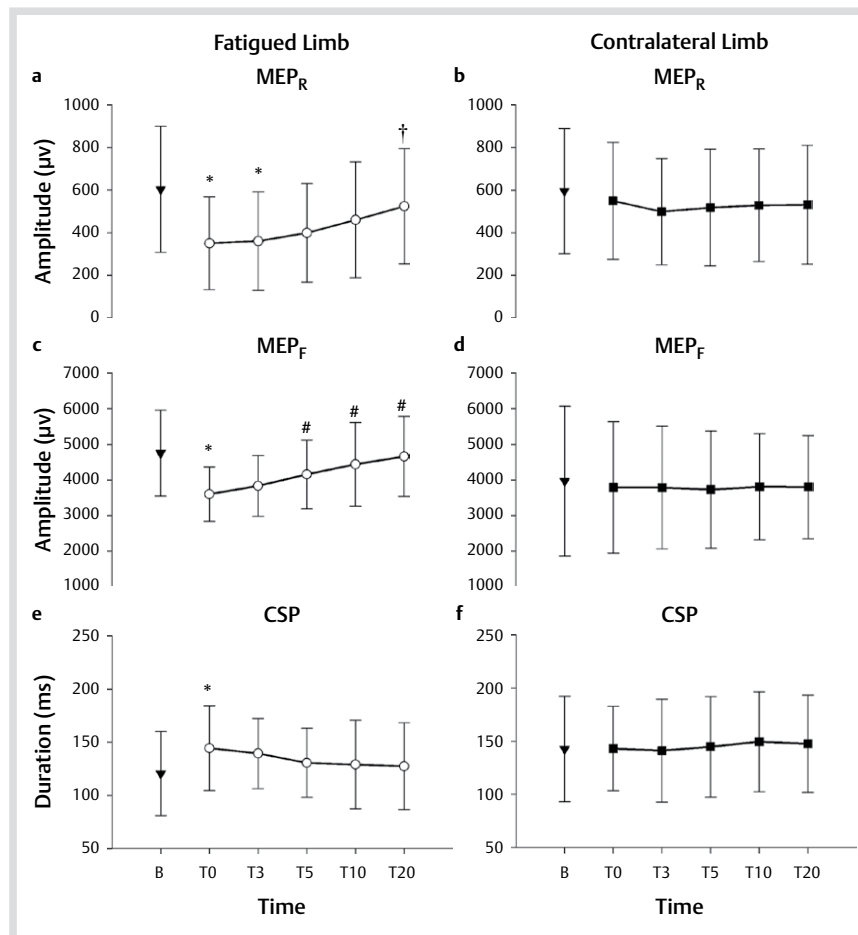 Fatigued Limb
Contralateral Limb
a
MEPR
b
MEPR
Amplitude (µv)
1000
800
600
400
200
0
*
*
†
1000
800
600
400
200
0
c
MEPF
d
MEPF
Amplitude (µv)
7000
6000
5000
4000
3000
2000
1000
*
#
#
#
7000
6000
5000
4000
3000
2000
1000
e
CSP
f
CSP
Duration (ms)
250
200
150
100
50
*
250
200
150
100
50
B T0 T3 T5 T10 T20
B T0 T3 T5 T10 T20
Time
Time